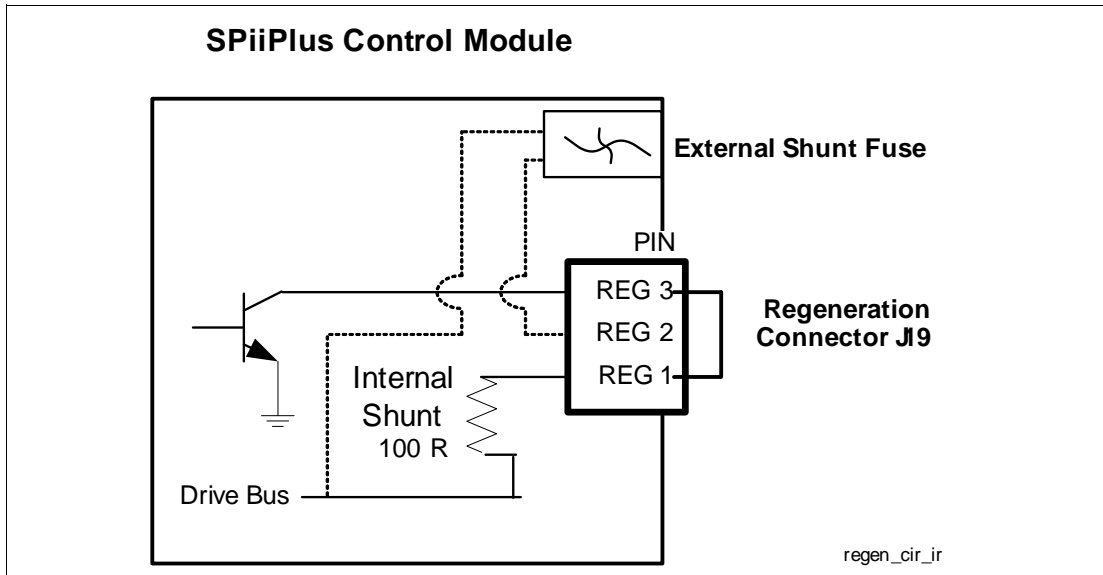 SPiiPlus Control Module
External Shunt Fuse
PIN
REG 3
REG 2
REG 1
Regeneration
Connector J19
Internal
Shunt
100 R
Drive Bus
regen_cir_ir